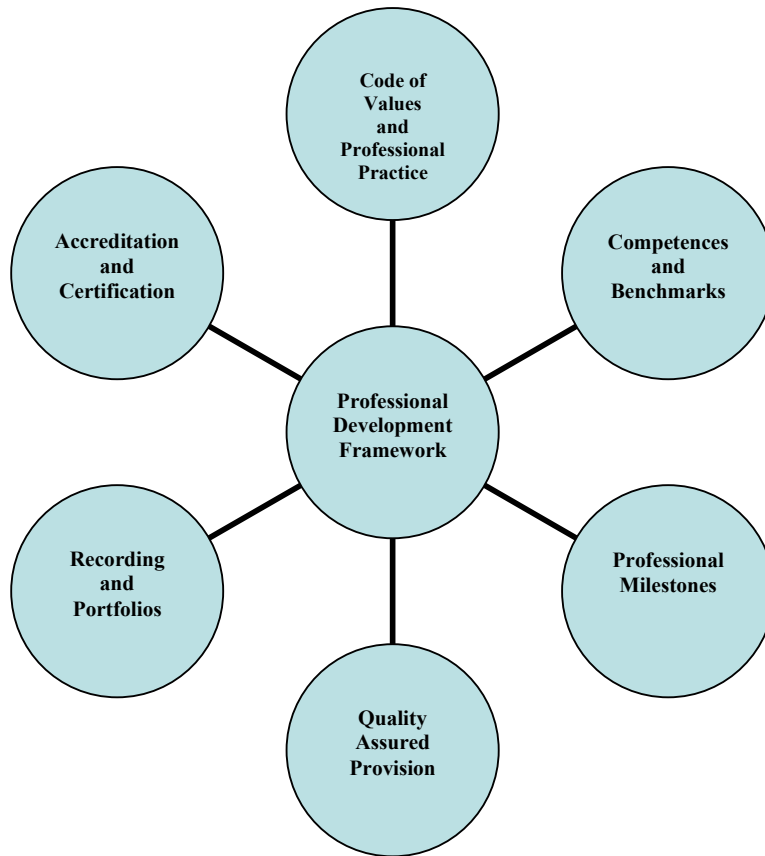 Code of
Values
and
Professional
Practice
Accreditation
and
Certification
Competences
and
Benchmarks
Professional
Development
Framework
Recording
and
Portfolios
Professional
Milestones
Quality
Assured
Provision